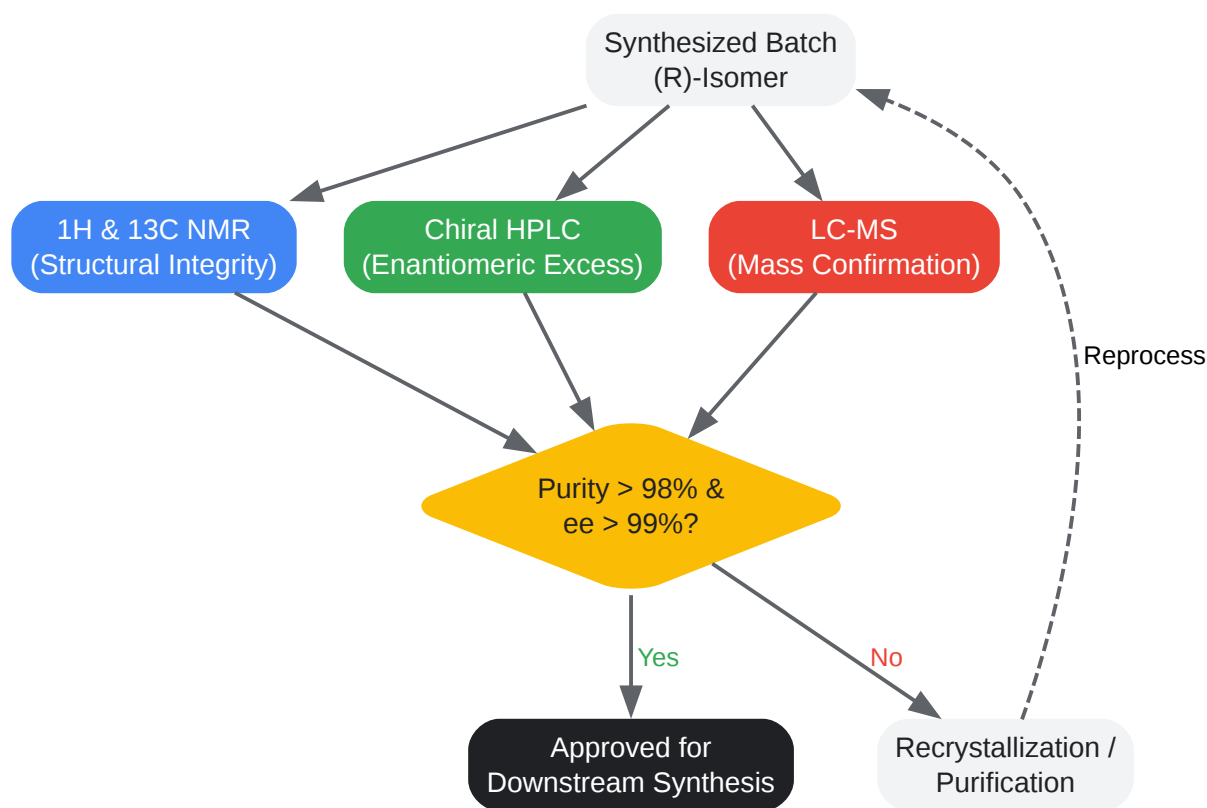 Synthesized Batch
(R)-Isomer
1H & 13C NMR
(Structural Integrity)
Chiral HPLC
(Enantiomeric Excess)
LC-MS
(Mass Confirmation)
Reprocess
Purity > 98% &
ee > 99%?
Yes
No
Approved for
Downstream Synthesis
Recrystallization /
Purification